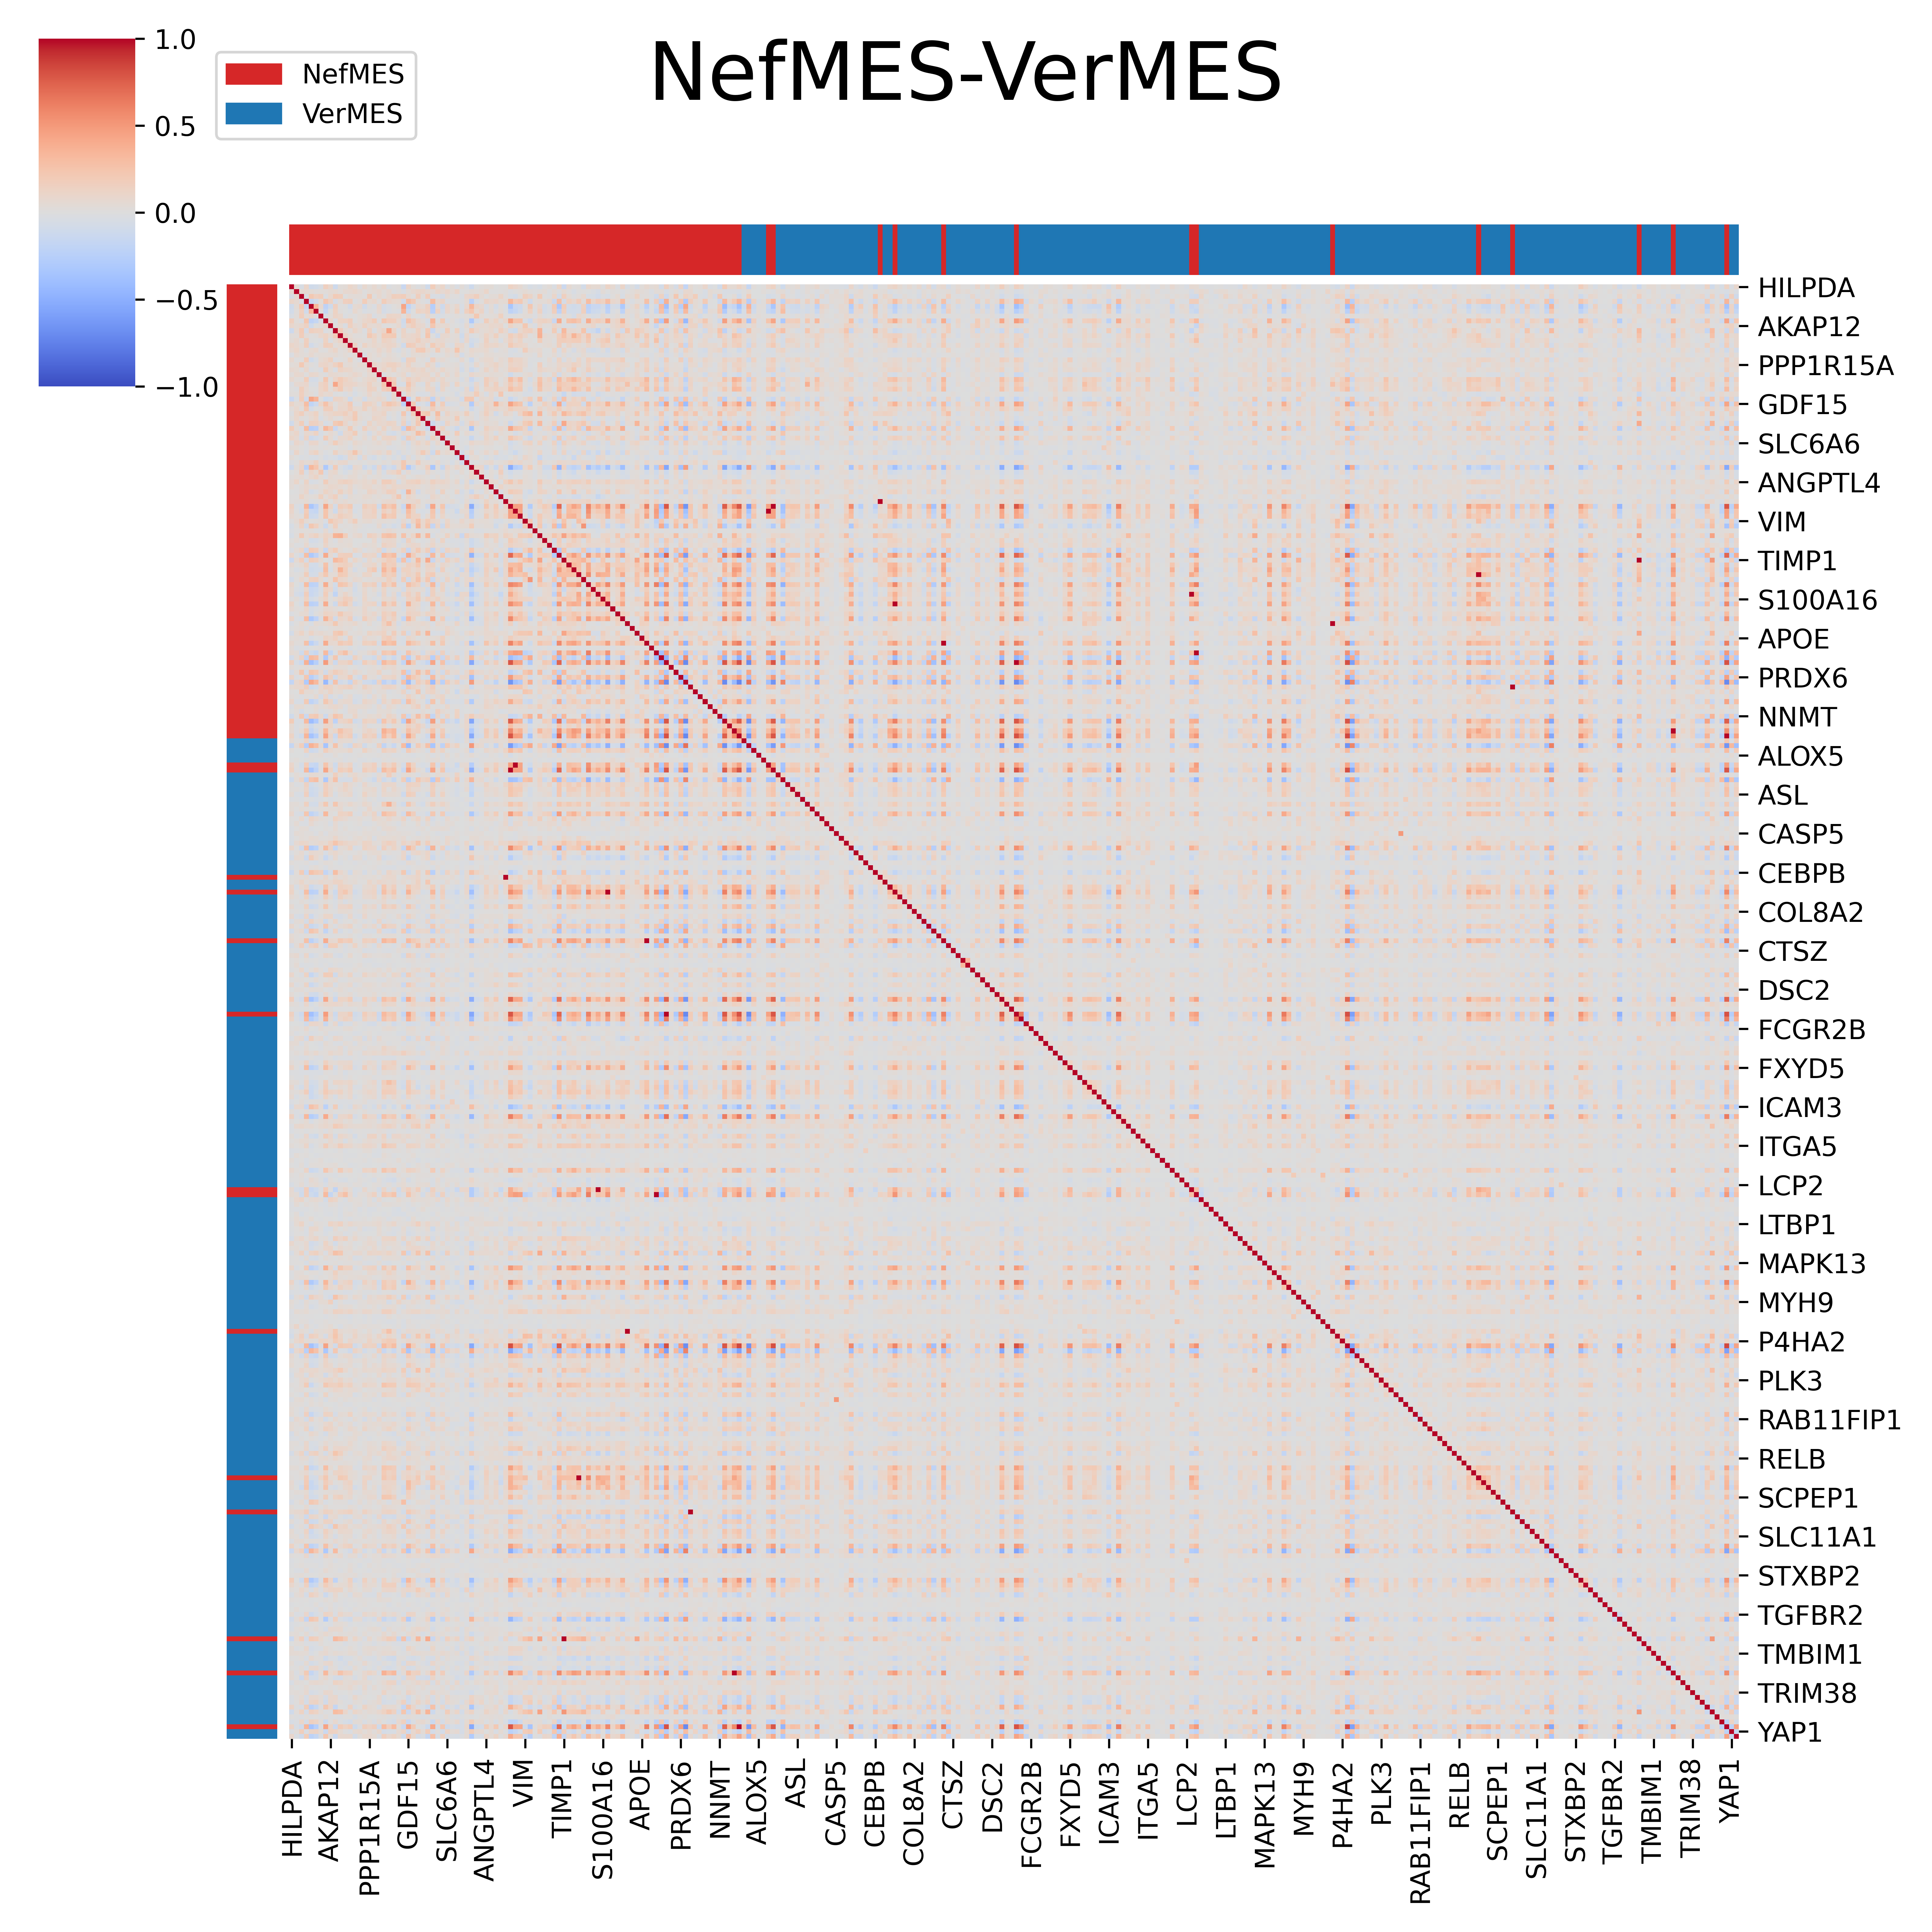 NefMES-VerMES
1.0
0.5
0.0
−0.5
−1.0
NefMES
VerMES
HILPDA
AKAP12
PPP1R15A
GDF15
SLC6A6
ANGPTL4
VIM
TIMP1
S100A16
APOE
PRDX6
NNMT
ALOX5
ASL
CASP5
CEBPB
COL8A2
CTSZ
DSC2
FCGR2B
FXYD5
ICAM3
ITGA5
LCP2
LTBP1
MAPK13
MYH9
P4HA2
PLK3
RAB11FIP1
RELB
SCPEP1
SLC11A1
STXBP2
TGFBR2
TMBIM1
TRIM38
YAP1
HILPDA
AKAP12
PPP1R15A
GDF15
SLC6A6
ANGPTL4
VIM
TIMP1
S100A16
APOE
PRDX6
NNMT
ALOX5
ASL
CASP5
CEBPB
COL8A2
CTSZ
DSC2
FCGR2B
FXYD5
ICAM3
ITGA5
LCP2
LTBP1
MAPK13
MYH9
P4HA2
PLK3
RAB11FIP1
RELB
SCPEP1
SLC11A1
STXBP2
TGFBR2
TMBIM1
TRIM38
YAP1